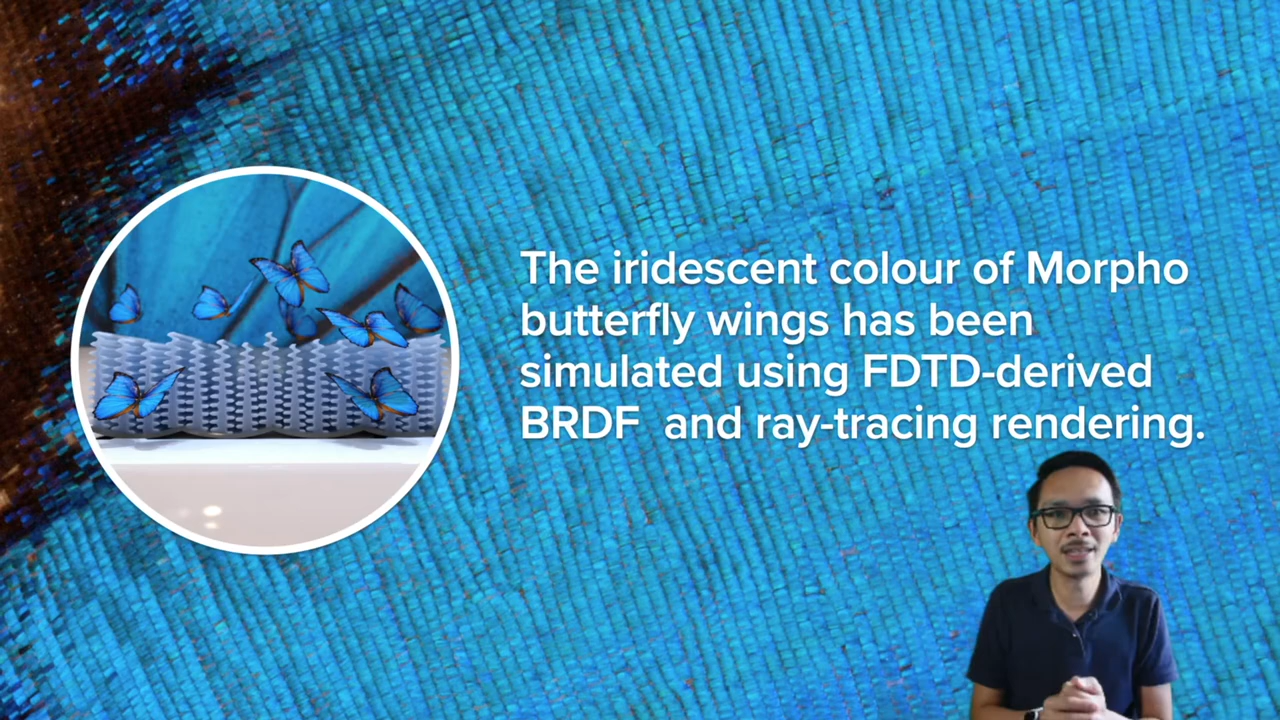 The iridescent colour of Morpho
butterfly wings has been
simulated using FDTD-derived
BRDF  and ray-tracing rendering.